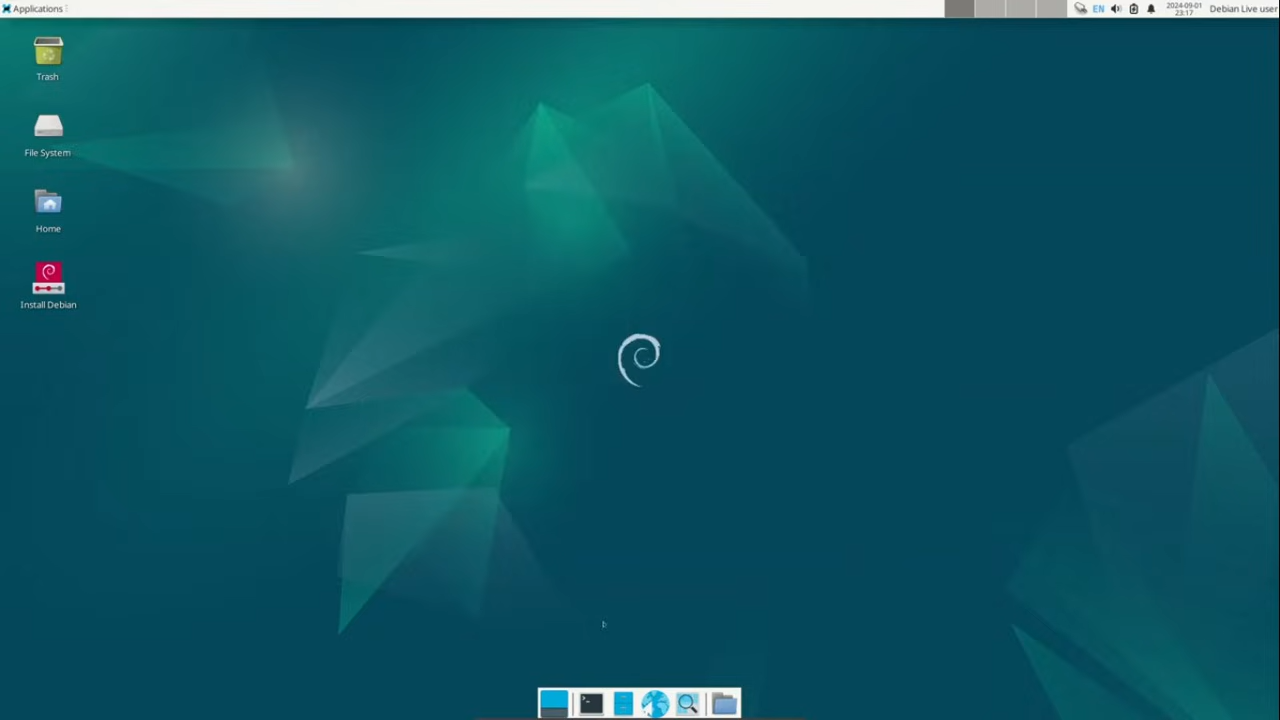 Applications
EN
2024-09-01
23:17
Debian Live user
Trash
File System
Home
Install Debian